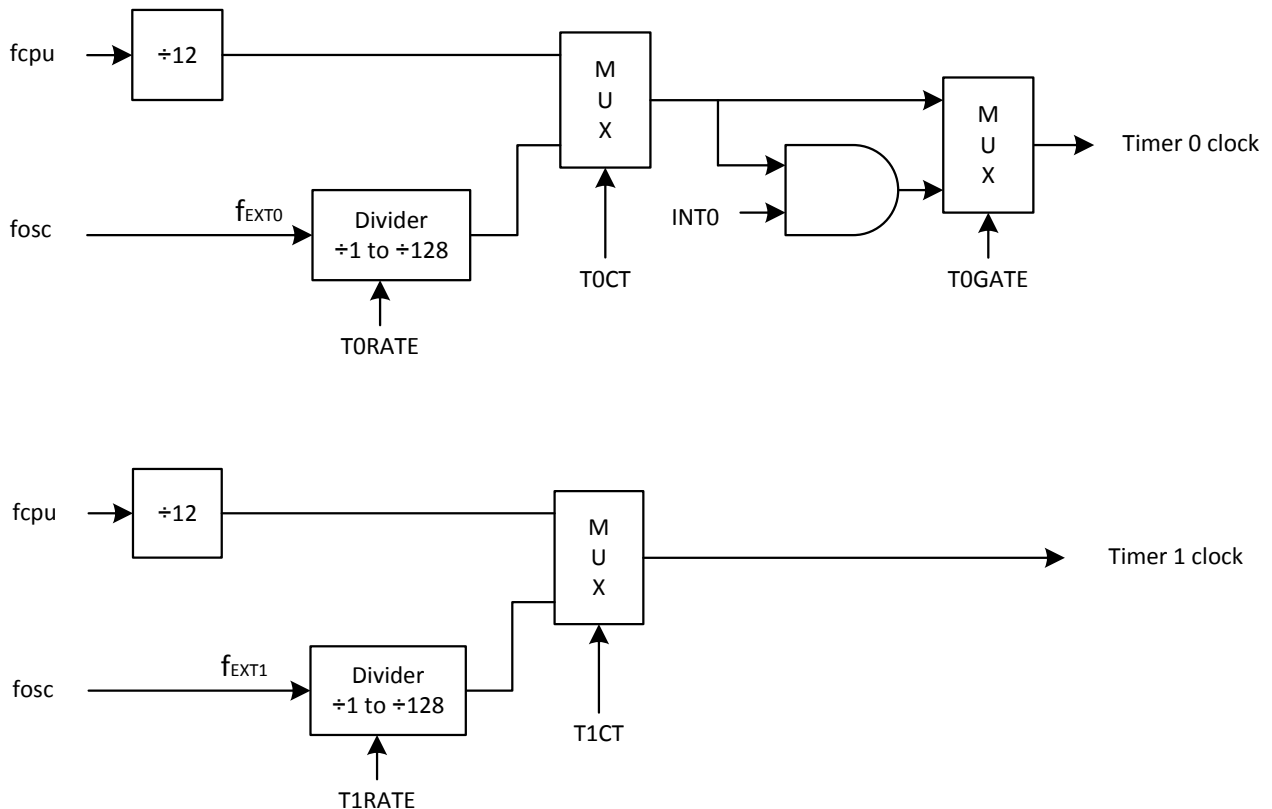 fcpu
÷12
M
U
X
M
U
X
Timer 0 clock
fEXT0
Divider
÷1 to ÷128
fosc
INT0
T0CT
T0GATE
T0RATE
fcpu
÷12
M
U
X
Timer 1 clock
fEXT1
Divider
÷1 to ÷128
fosc
T1CT
T1RATE